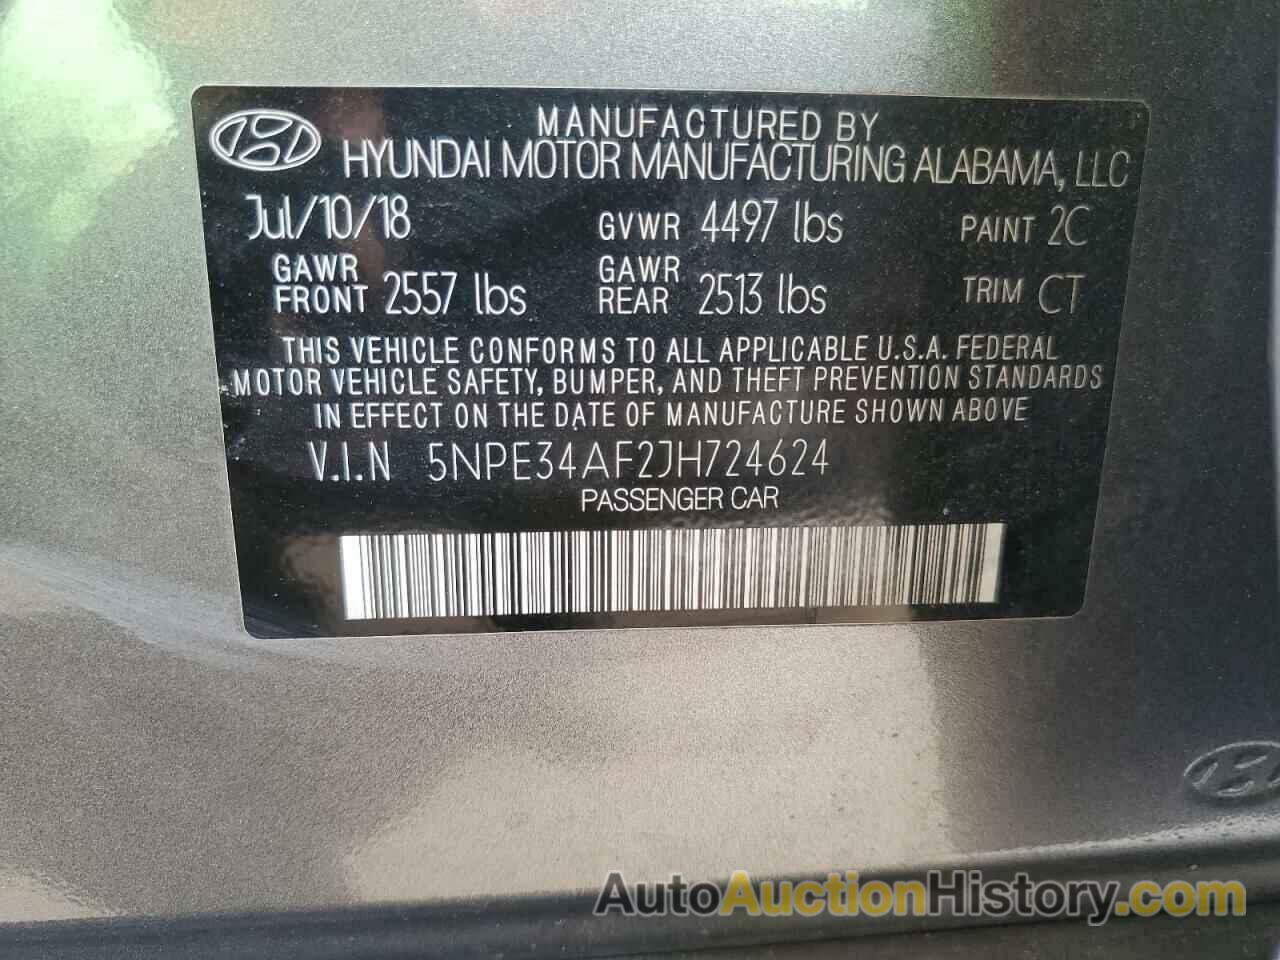 MANUFACTURED BY
HYUNDAI MOTOR MANUFACTURING ALABAMA, LLC
Jul/10/18 GVWR 4497 lbs PAINT 2C
GAWR FRONT 2557 lbs GAWR REAR 2513 lbs TRIM CT
THIS VEHICLE CONFORMS TO ALL APPLICABLE U.S.A. FEDERAL
MOTOR VEHICLE SAFETY, BUMPER, AND THEFT PREVENTION STANDARDS
IN EFFECT ON THE DATE OF MANUFACTURE SHOWN ABOVE
V.I.N 5NPE34AF2JH724624
PASSENGER CAR
AutoAuctionHistory.com